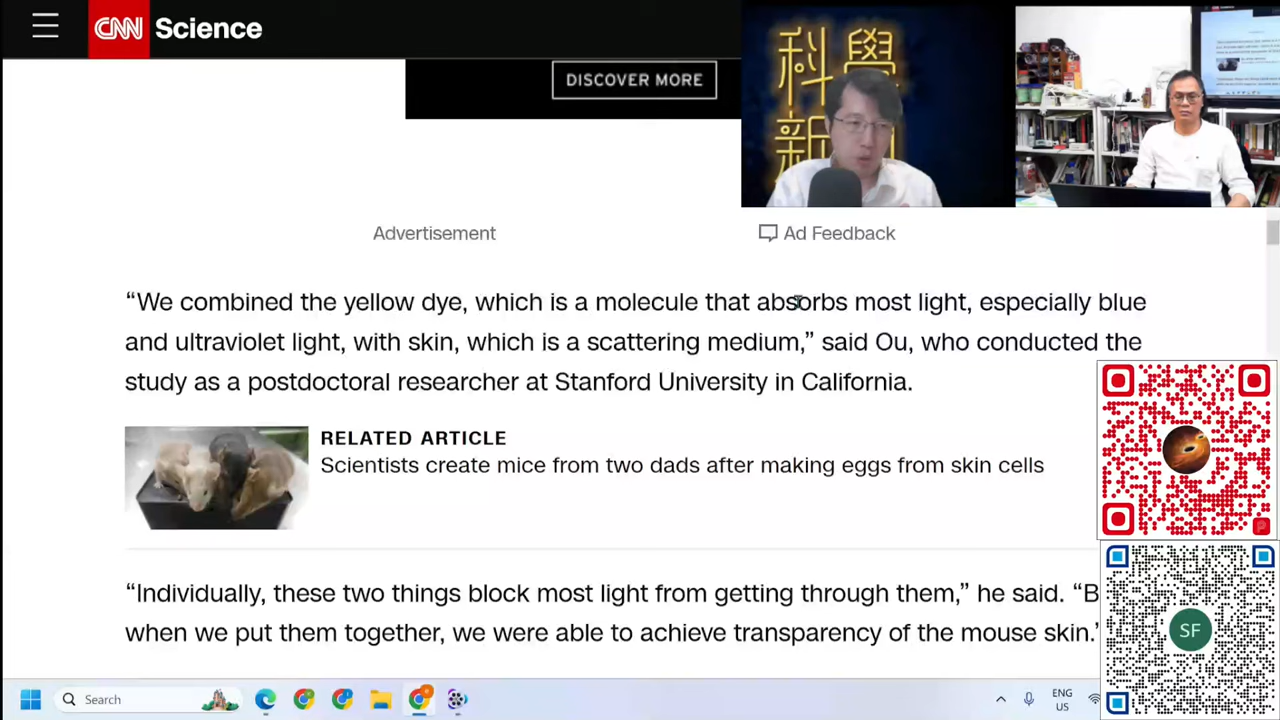 CNN Science
DISCOVER MORE
科學
新
Advertisement
Ad Feedback
“We combined the yellow dye, which is a molecule that absorbs most light, especially blue
and ultraviolet light, with skin, which is a scattering medium,” said Ou, who conducted the
study as a postdoctoral researcher at Stanford University in California.
RELATED ARTICLE
Scientists create mice from two dads after making eggs from skin cells
“Individually, these two things block most light from getting through them,” he said. “B
when we put them together, we were able to achieve transparency of the mouse skin.”
SF
Search
ENG
US